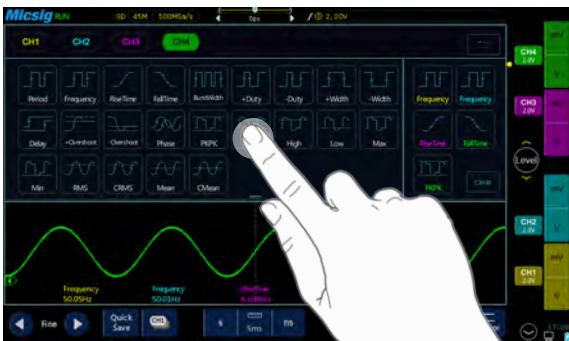 Micsig RUN SD 45M 500MSa/s 0ps 2.00V
CH1 CH2 CH3 CH4
Period Frequency RiseTime FallTime BurstWidth +Duty -Duty +Width -Width
Delay +Overshoot -Overshoot Phase PKPK High Low Max
Min RMS CRMS Mean CMean
Frequency Frequency
RiseTime FallTime
PKPK Clear
CH4
2.0V
mV
V
CH3
2.0V
Level
CH2
2.0V
mV
V
CH1
2.0V
mV
V
Frequency
50.05Hz
Frequency
50.01Hz
RiseTime
Fine
Quick
Save
CH1
s 5ms ns